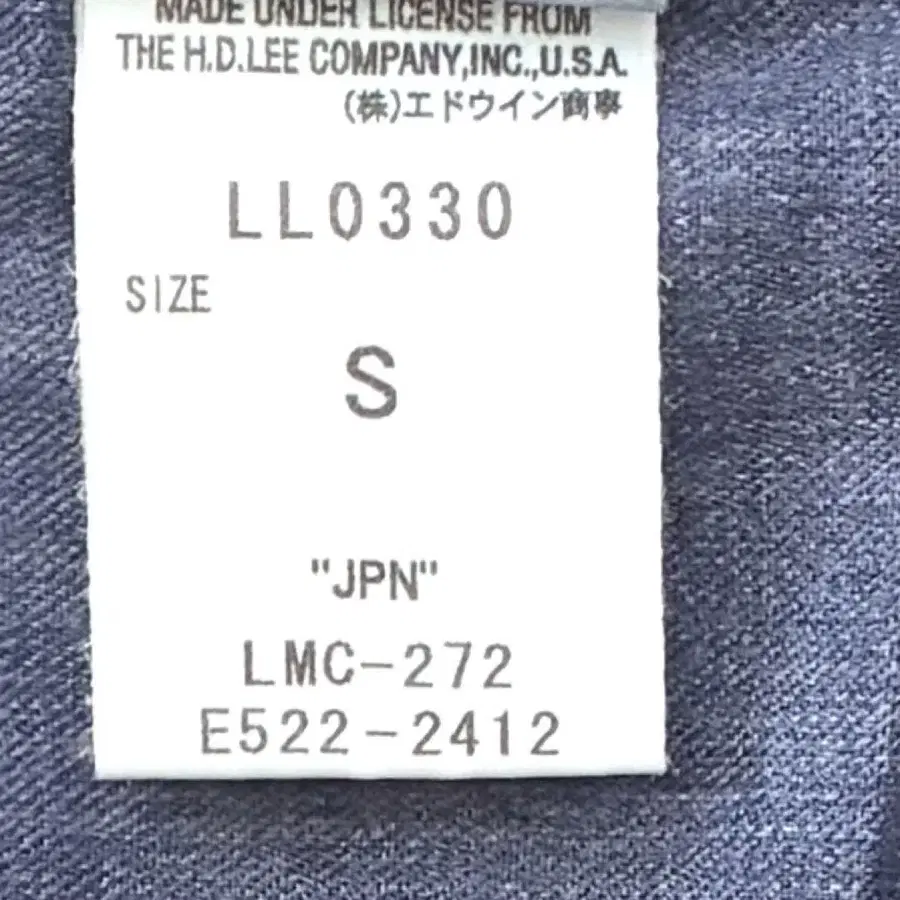 MADE UNDER LICENSE FROM
THE H.D.LEE COMPANY,INC.,U.S.A.
(株)エドウイン商事
LL0330
SIZE
S
"JPN"
LMC-272
E522-2412